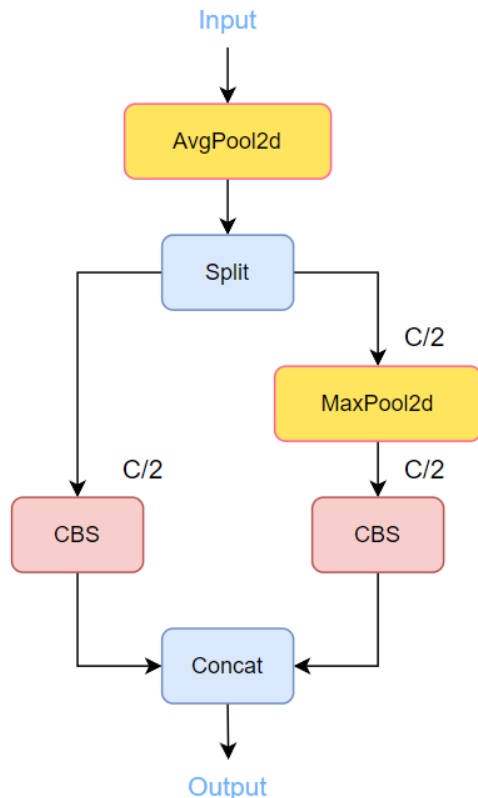 Input
AvgPool2d
Split
C/2
MaxPool2d
C/2
C/2
CBS
CBS
Concat
Output